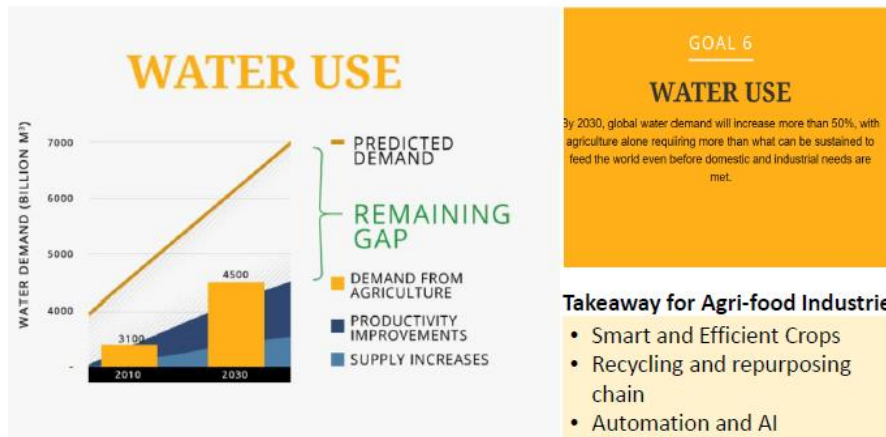 WATER USE
WATER DEMAND (BILLION M³)
7000
6000
5000
4000
-
3100
4500
2010
2030
PREDICTED
DEMAND
REMAINING
GAP
DEMAND FROM
AGRICULTURE
PRODUCTIVITY
IMPROVEMENTS
SUPPLY INCREASES
GOAL 6
WATER USE
By 2030, global water demand will increase more than 50%, with
agriculture alone requiring more than what can be sustained to
feed the world even before domestic and industrial needs are
met.
Takeaway for Agri-food Industrie
• Smart and Efficient Crops
• Recycling and repurposing
chain
• Automation and AI